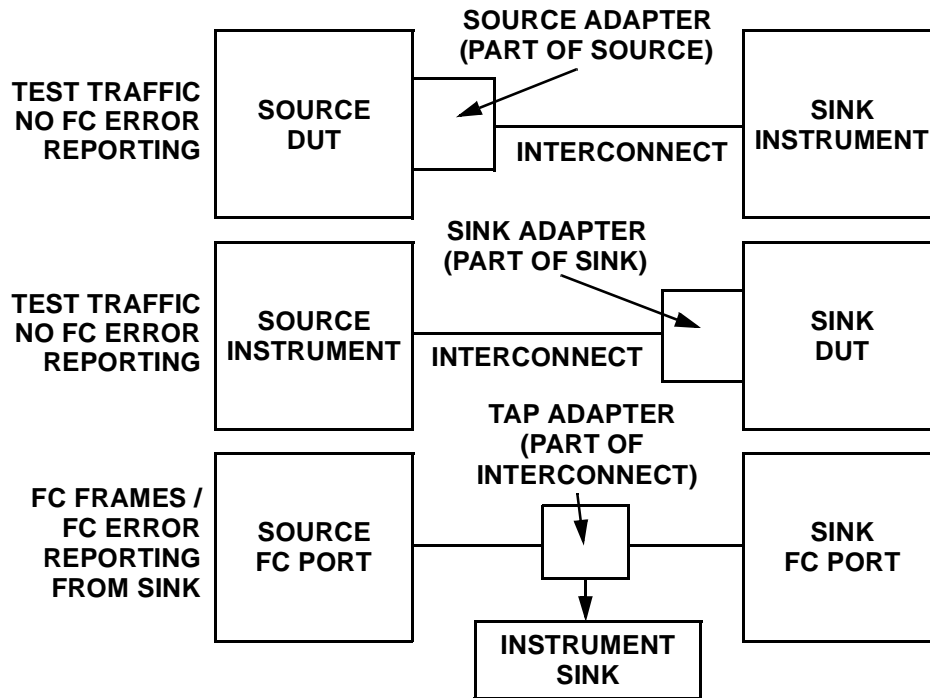 SOURCE ADAPTER
(PART OF SOURCE)
TEST TRAFFIC
NO FC ERROR
REPORTING
SOURCE
DUT
INTERCONNECT
SINK
INSTRUMENT
SINK ADAPTER
(PART OF SINK)
TEST TRAFFIC
NO FC ERROR
REPORTING
SOURCE
INSTRUMENT
INTERCONNECT
SINK
DUT
TAP ADAPTER
(PART OF
INTERCONNECT)
FC FRAMES /
FC ERROR
REPORTING
FROM SINK
SOURCE
FC PORT
SINK
FC PORT
INSTRUMENT
SINK